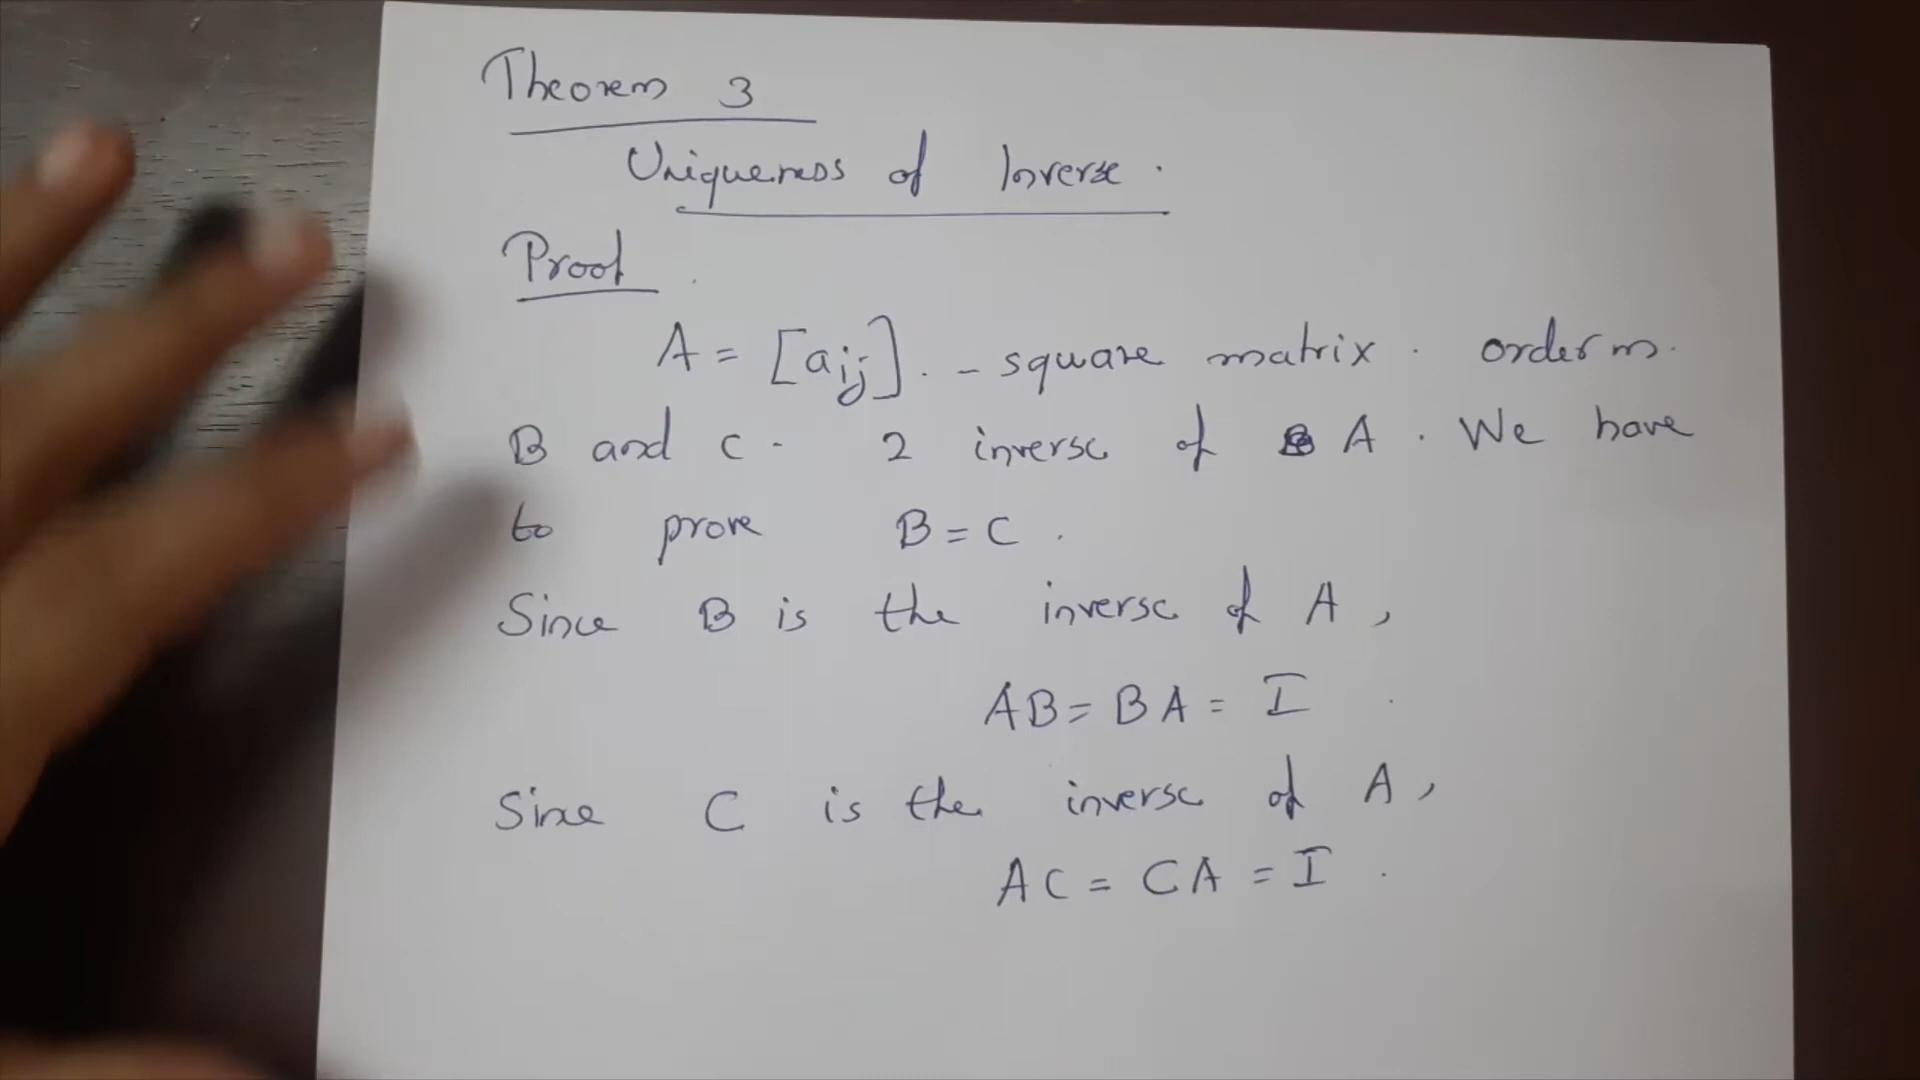 Theorem 3
Uniqueness of Inverse.
Proof
A = [aij]. - square matrix. order m.
B and C - 2 inverse of A. We have
to prove B = C.
Since B is the inverse of A,
AB = BA = I
Since C is the inverse of A,
AC = CA = I.